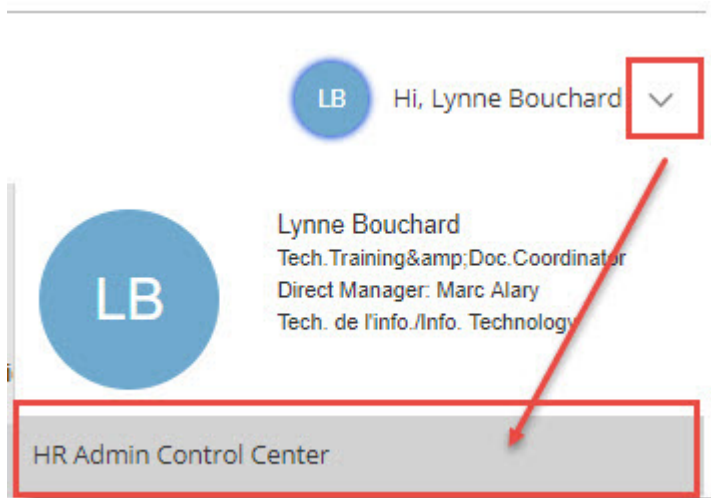 LB
Hi, Lynne Bouchard
LB
Lynne Bouchard
Tech.Training&amp;Doc.Coordinator
Direct Manager: Marc Alary
Tech. de l'info./Info. Technology
HR Admin Control Center